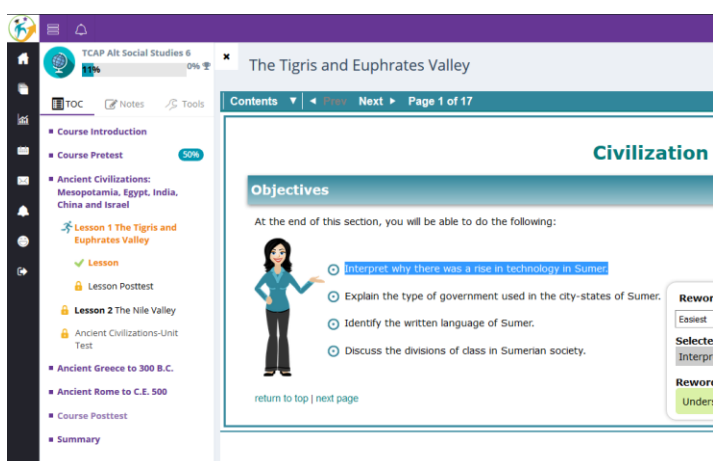 TCAP Alt Social Studies 6
11%
0%
TOC
Notes
Tools
Course Introduction
Course Pretest
50%
Ancient Civilizations:
Mesopotamia, Egypt, India,
China and Israel
Lesson 1 The Tigris and
Euphrates Valley
Lesson
Lesson Posttest
Lesson 2 The Nile Valley
Ancient Civilizations-Unit
Test
Ancient Greece to 300 B.C.
Ancient Rome to C.E. 500
Course Posttest
Summary
×
The Tigris and Euphrates Valley
Contents ▼ ◄ Prev Next ► Page 1 of 17
Civilization
Objectives
At the end of this section, you will be able to do the following:
Interpret why there was a rise in technology in Sumer.
Explain the type of government used in the city-states of Sumer.
Identify the written language of Sumer.
Discuss the divisions of class in Sumerian society.
return to top | next page
Rewor
Easiest
Selecte
Interpr
Reword
Unders